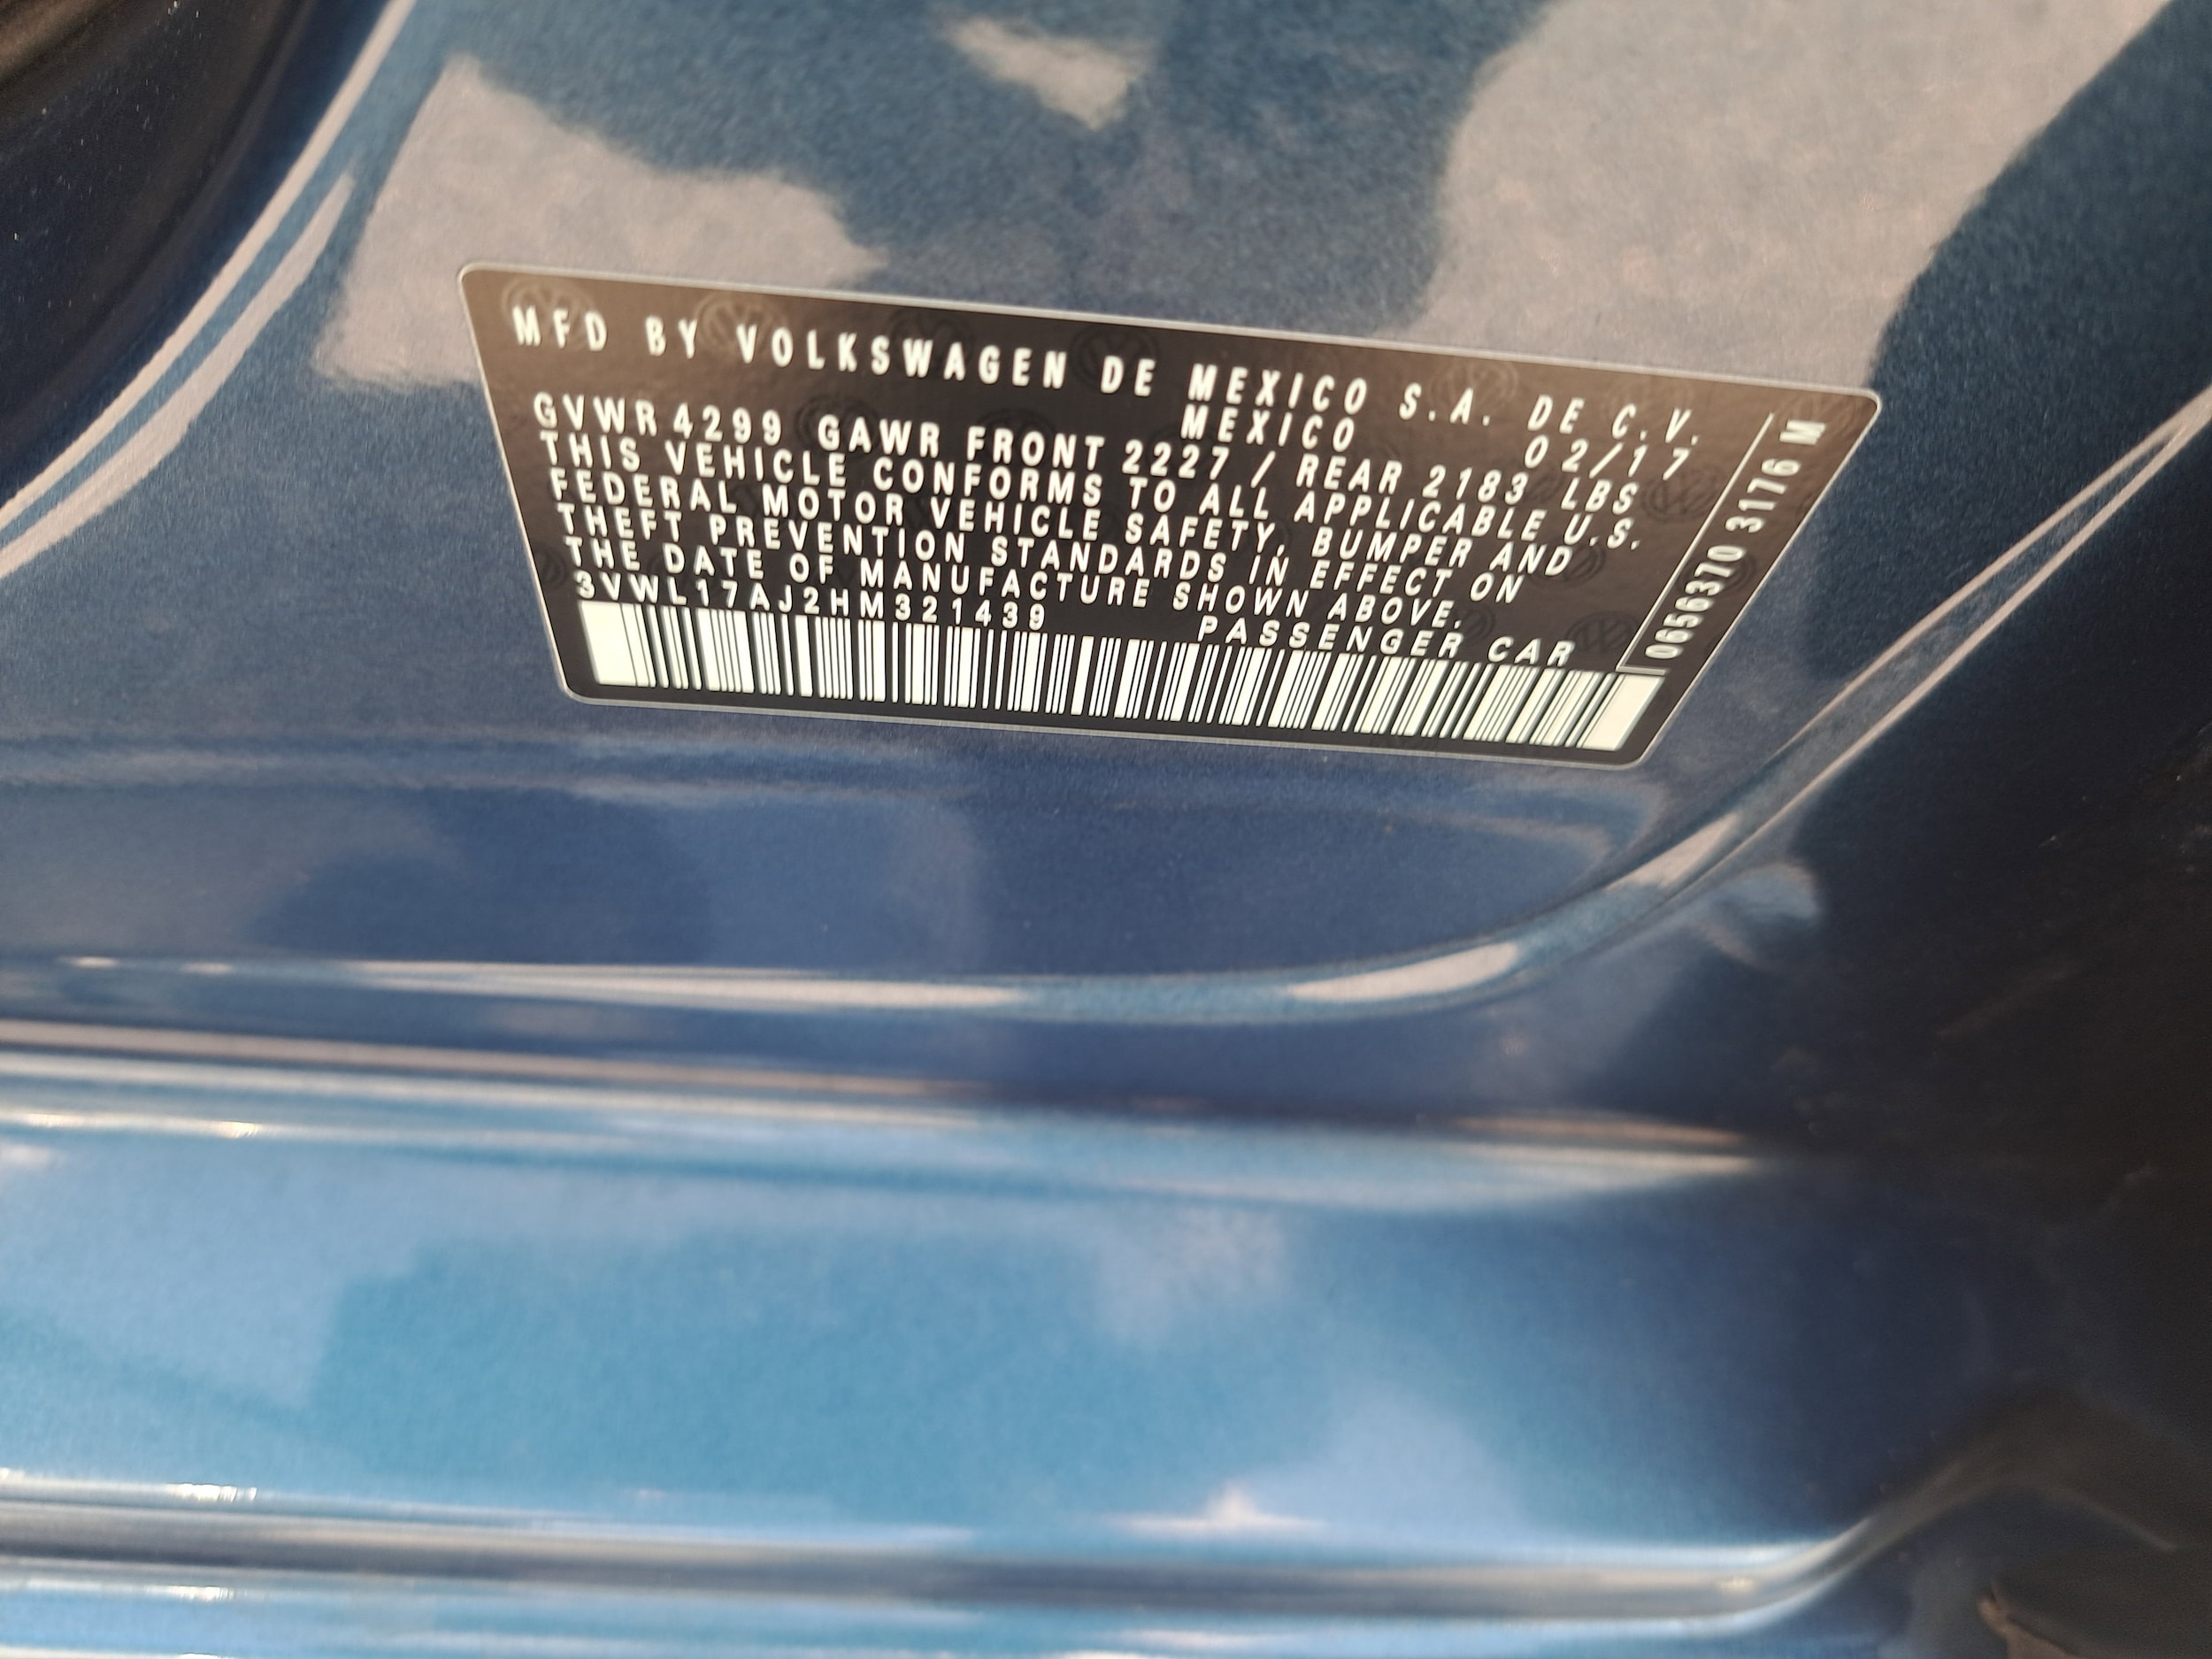 MFD BY VOLKSWAGEN DE MEXICO S.A. DE C.V.
MEXICO 02/17
GVWR 4299 GAWR FRONT 2227 / REAR 2183 LBS
THIS VEHICLE CONFORMS TO ALL APPLICABLE U.S.
FEDERAL MOTOR VEHICLE SAFETY, BUMPER AND
THEFT PREVENTION STANDARDS IN EFFECT ON
THE DATE OF MANUFACTURE SHOWN ABOVE.
3VWL17AJ2HM321439 PASSENGER CAR
0656370 3176 M